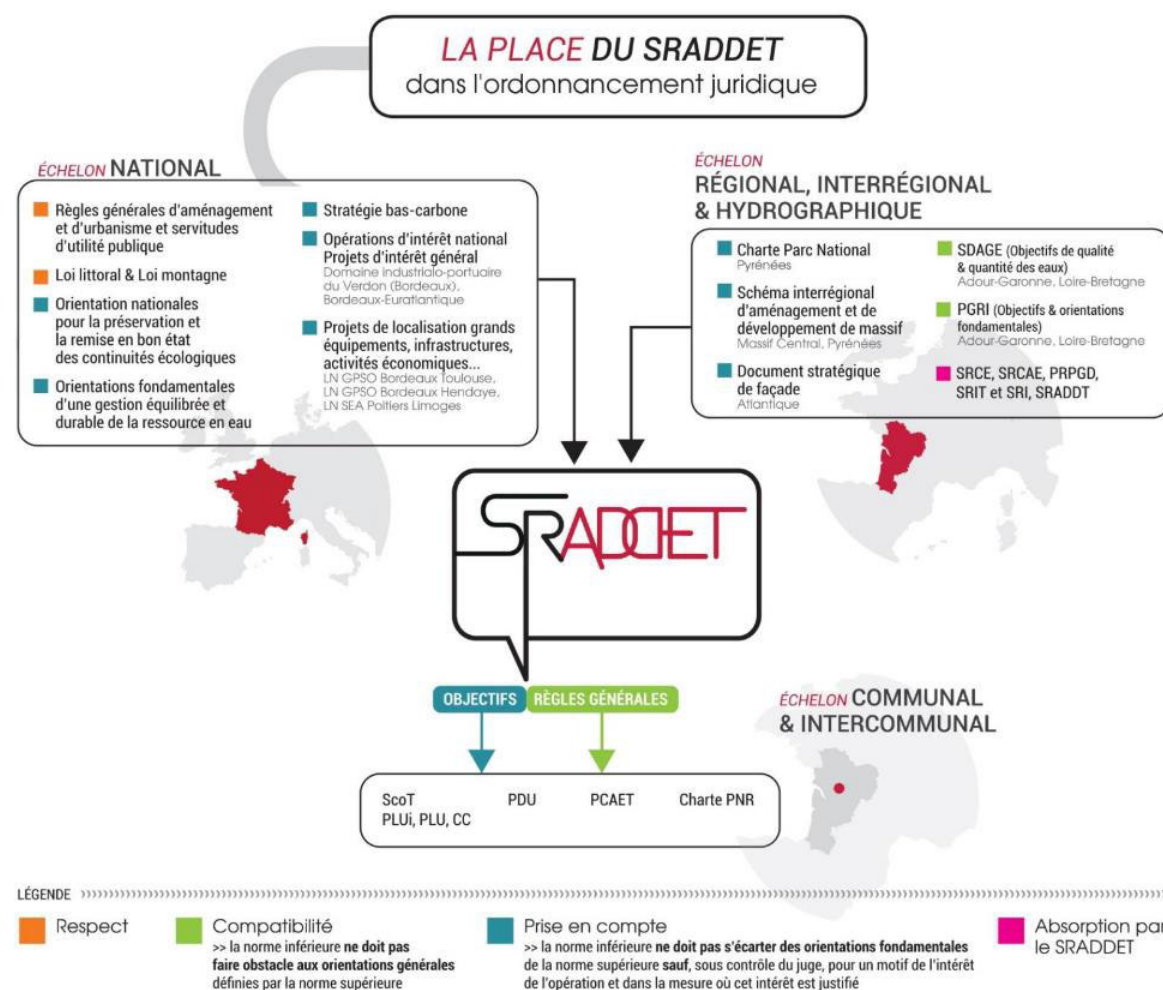 LA PLACE DU SRADDET
dans l'ordonnancement juridique
ÉCHELON NATIONAL
Règles générales d'aménagement
et d'urbanisme et servitudes
d'utilité publique
Loi littoral & Loi montagne
Orientation nationales
pour la préservation et
la remise en bon état
des continuités écologiques
Orientations fondamentales
d'une gestion équilibrée et
durable de la ressource en eau
Stratégie bas-carbone
Opérations d'intérêt national
Projets d'intérêt général
Domaine industrialo-portuaire
du Verdon (Bordeaux),
Bordeaux-Euratlantique
Projets de localisation grands
équipements, infrastructures,
activités économiques...
LN GPSO Bordeaux Toulouse,
LN GPSO Bordeaux Hendaye,
LN SEA Poitiers Limoges
ÉCHELON
RÉGIONAL, INTERRÉGIONAL
& HYDROGRAPHIQUE
Charte Parc National
Pyrénées
Schéma interrégional
d'aménagement et de
développement de massif
Massif Central, Pyrénées
Document stratégique
de façade
Atlantique
SDAGE (Objectifs de qualité
& quantité des eaux)
Adour-Garonne, Loire-Bretagne
PGRI (Objectifs & orientations
fondamentales)
Adour-Garonne, Loire-Bretagne
SRCE, SRCAE, PRPGD,
SRIT et SRI, SRADDT
SRADDET
OBJECTIFS RÈGLES GÉNÉRALES
ÉCHELON COMMUNAL
& INTERCOMMUNAL
ScoT PDU PCAET Charte PNR
PLUi, PLU, CC
LÉGENDE
Respect
Compatibilité
>> la norme inférieure ne doit pas
faire obstacle aux orientations générales
définies par la norme supérieure
Prise en compte
>> la norme inférieure ne doit pas s'écarter des orientations fondamentales
de la norme supérieure sauf, sous contrôle du juge, pour un motif de l'intérêt
de l'opération et dans la mesure où cet intérêt est justifié
Absorption par
le SRADDET